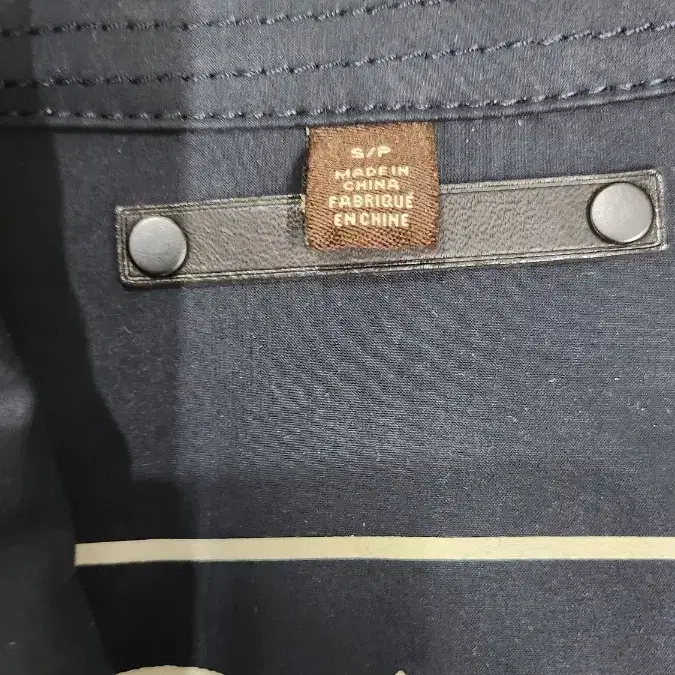 S/P
MADE IN
CHINA
FABRIQUÉ
EN CHINE